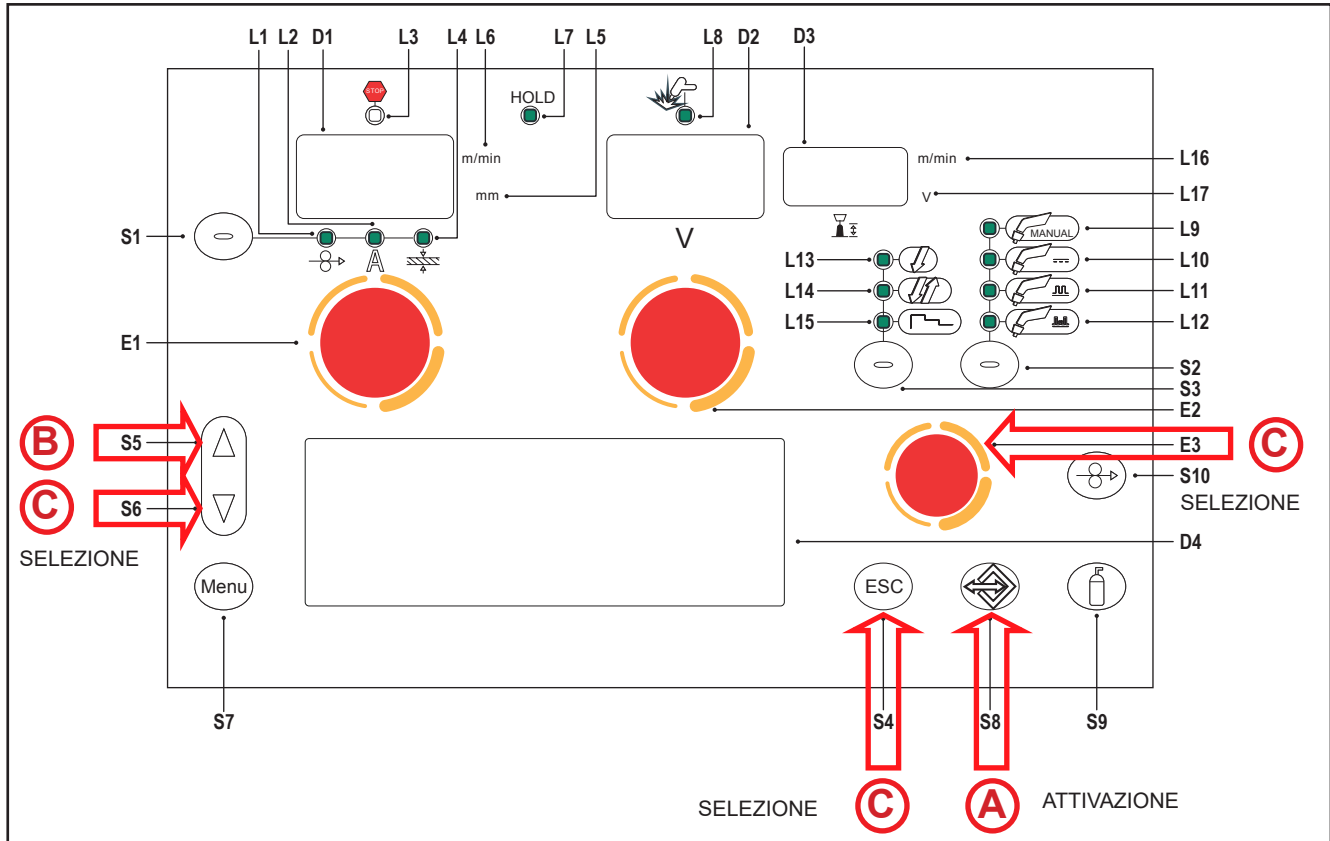 L1 L2 D1 L3 L4 L6 L7 L5 L8 D2 D3
STOP
HOLD
m/min
mm
m/min L16
V L17
S1
A
V
MANUAL L9
L13 L10
L14 L11
L15 L12
E1
S2
S3
E2
B S5
E3 C
S10
C S6
SELEZIONE
SELEZIONE
D4
Menu
ESC
S7
S4
S8
S9
SELEZIONE C A ATTIVAZIONE